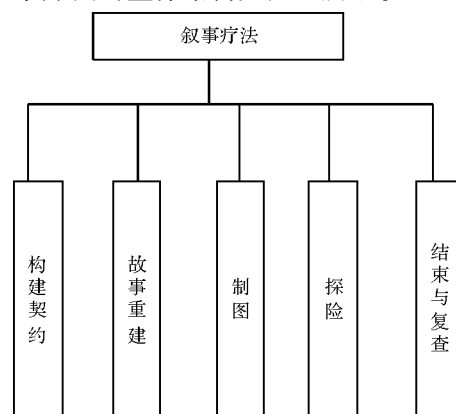 叙事疗法
构建契约
故事重建
制图
探险
结束与复查